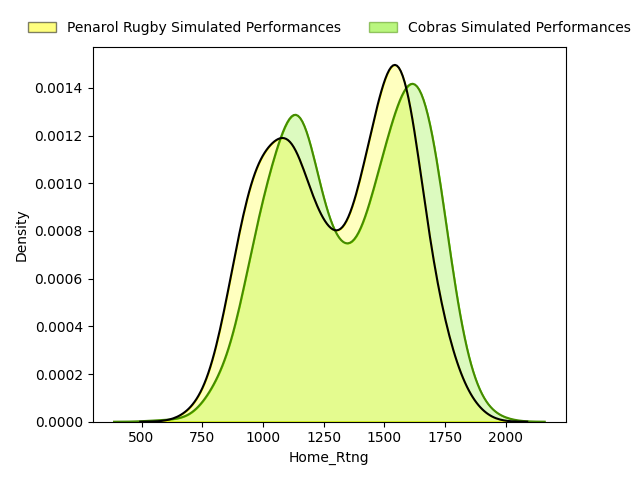 Penarol Rugby Simulated Performances Cobras Simulated Performances
0.0014
0.0012
0.0010
0.0008
0.0006
0.0004
0.0002
0.0000
Density
500 750 1000 1250 1500 1750 2000
Home_Rtng